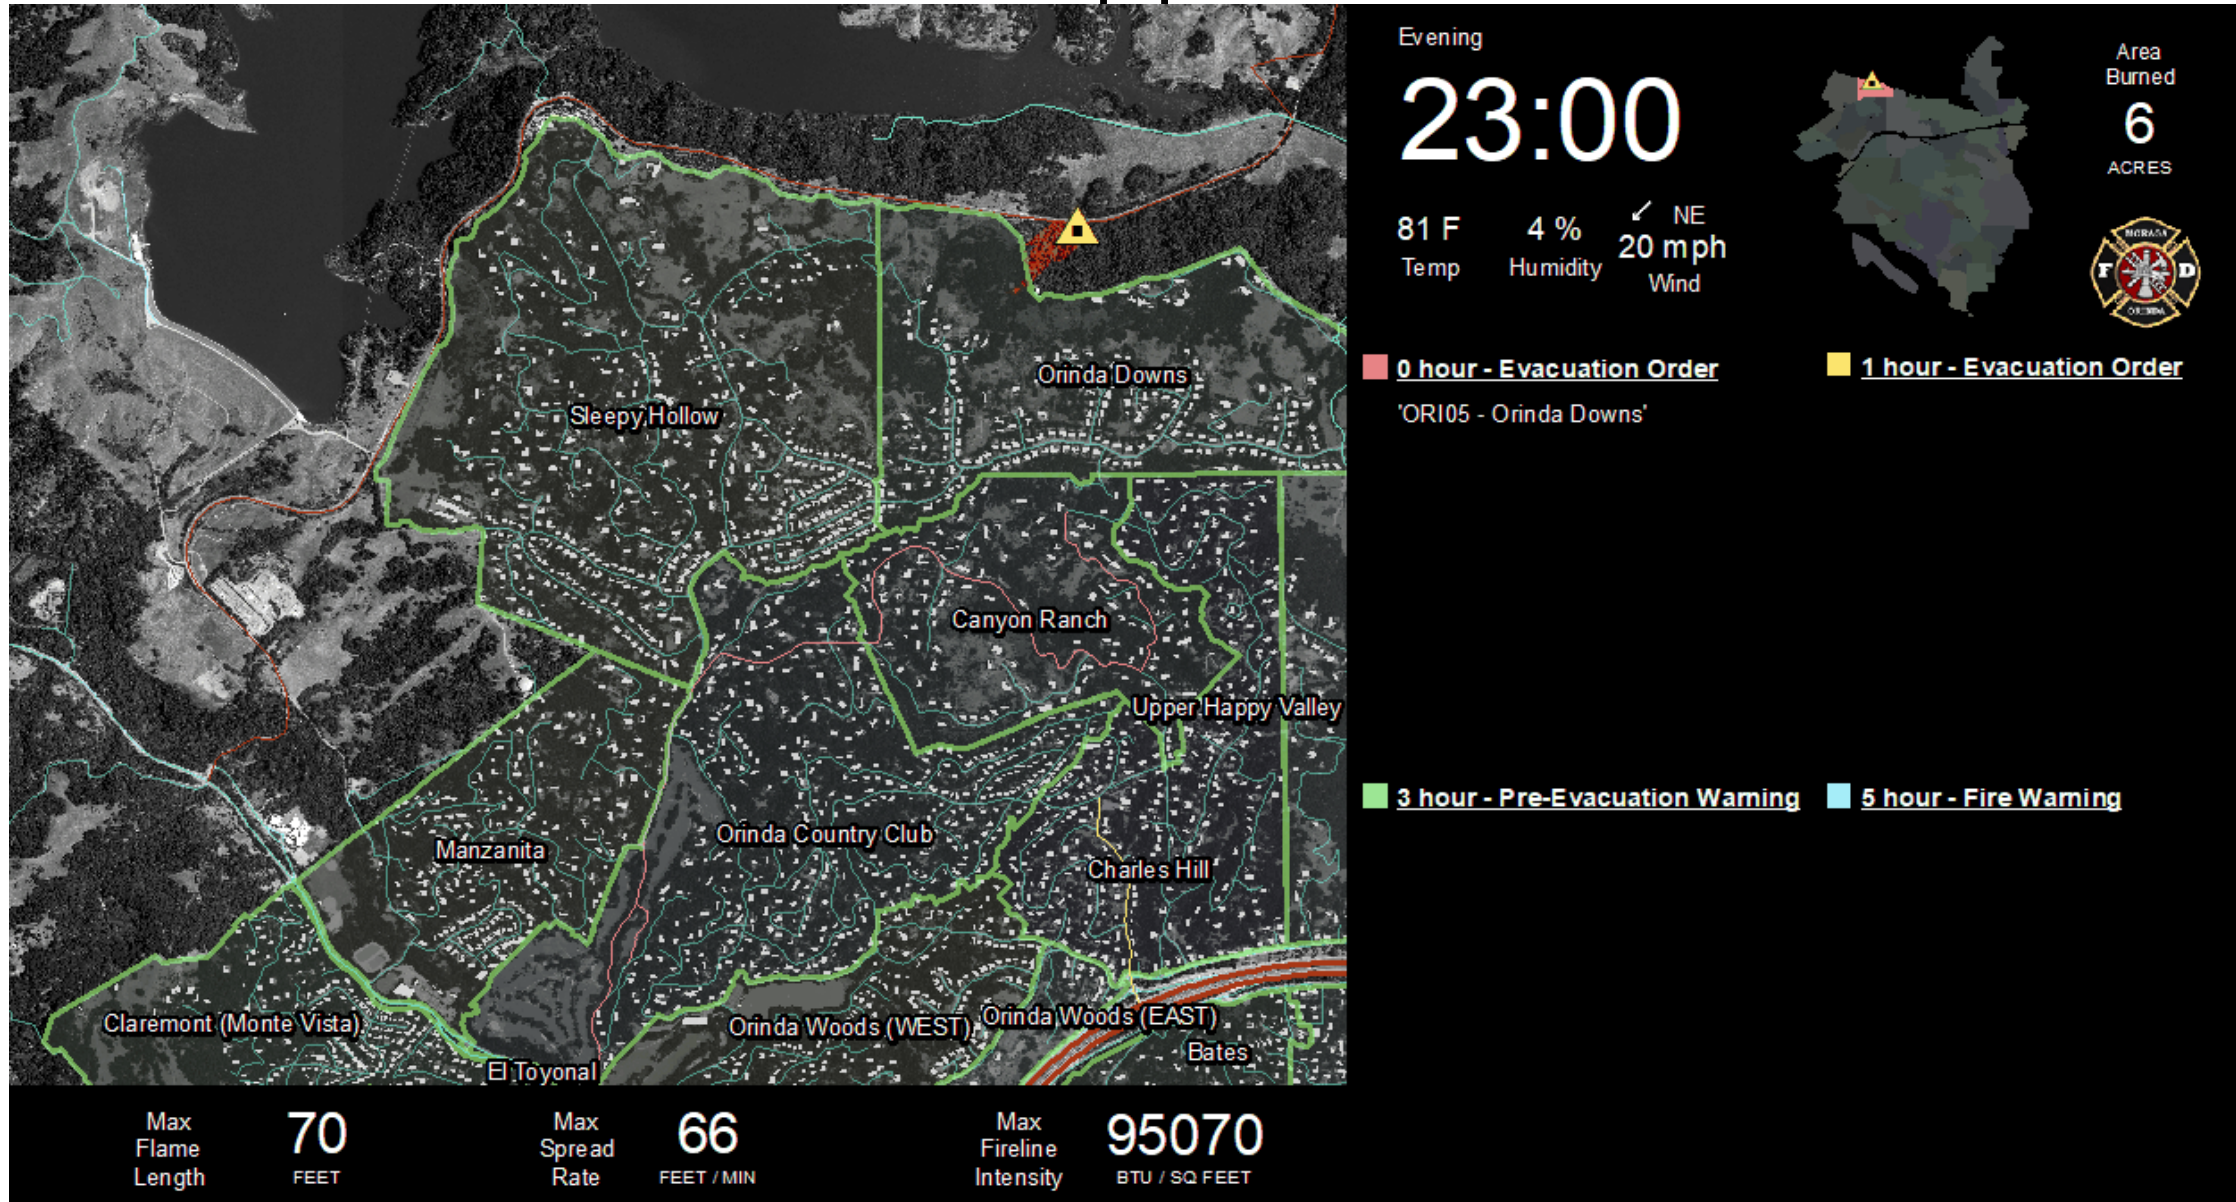 Evening
23:00
81 F
Temp
4 %
Humidity
NE
20 mph
Wind
Area
Burned
6
ACRES
MORAGA
F D
ORINDA
0 hour - Evacuation Order
'ORI05 - Orinda Downs'
1 hour - Evacuation Order
3 hour - Pre-Evacuation Warning
5 hour - Fire Warning
Orinda Downs
Sleepy Hollow
Canyon Ranch
Upper Happy Valley
Orinda Country Club
Manzanita
Charles Hill
Claremont (Monte Vista)
Orinda Woods (WEST)
Orinda Woods (EAST)
Bates
El Toyonal
Max
Flame
Length
70
FEET
Max
Spread
Rate
66
FEET / MIN
Max
Fireline
Intensity
95070
BTU / SQ FEET